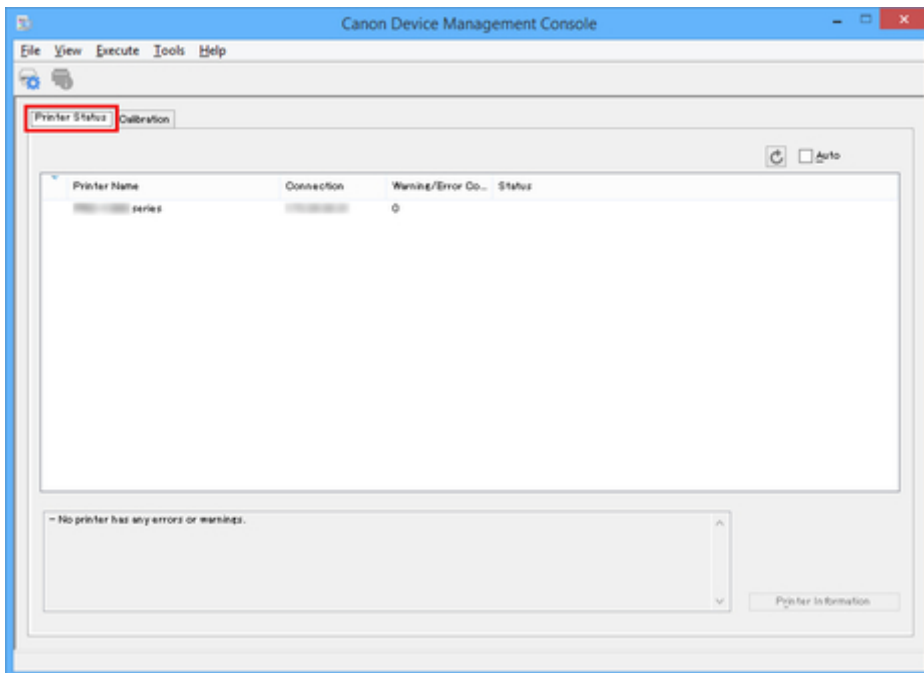 Canon Device Management Console
File View Execute Tools Help
Printer Status Calibration
Auto
Printer Name Connection Warning/Error Co... Status
series 0
- No printer has any errors or warnings.
Printer Information